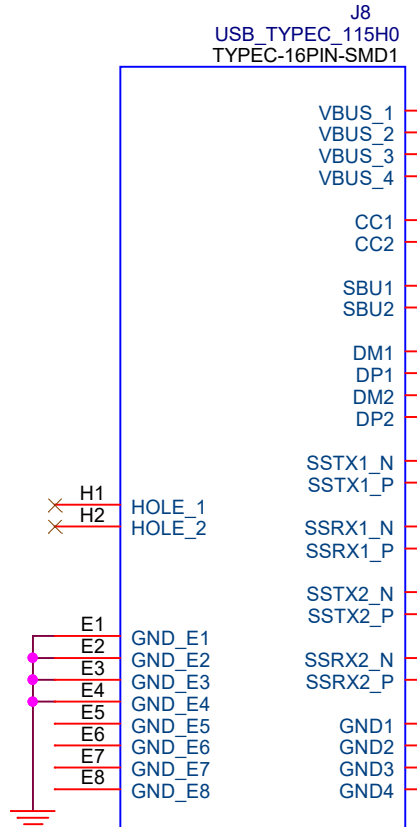 J8
USB_TYPEC_115H0
TYPEC-16PIN-SMD1
VBUS_1
VBUS_2
VBUS_3
VBUS_4
CC1
CC2
SBU1
SBU2
DM1
DP1
DM2
DP2
SSTX1_N
SSTX1_P
H1 HOLE_1
H2 HOLE_2
SSRX1_N
SSRX1_P
SSTX2_N
SSTX2_P
E1 GND_E1
E2 GND_E2
E3 GND_E3
E4 GND_E4
E5 GND_E5
E6 GND_E6
E7 GND_E7
E8 GND_E8
SSRX2_N
SSRX2_P
GND1
GND2
GND3
GND4